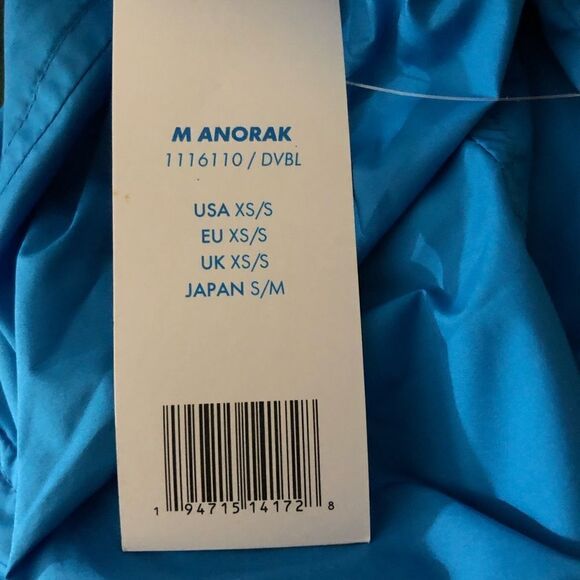 M ANORAK
1116110 / DVBL
USA XS/S
EU XS/S
UK XS/S
JAPAN S/M
1 94715 14172 8